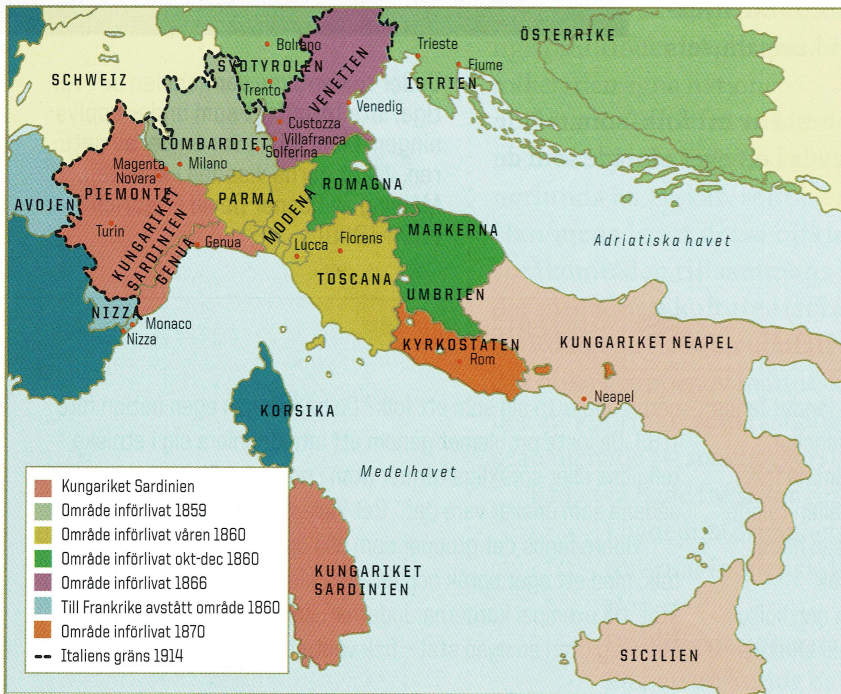 SCHWEIZ
Bolzano
SYDTYROLEN
Trento
VENETIEN
Trieste
ISTRIEN
Fiume
ÖSTERRIKE
Venedig
Custozza
Villafranca
Solferina
LOMBARDIET
Milano
Magenta
Novara
PIEMONTE
AVOJEN
Turin
KUNGARIKET
SARDINIEN
GENUA
Genua
PARMA
MODENA
ROMAGNA
Lucca
Florens
TOSCANA
MARKERNA
UMBRIEN
Adriatiska havet
NIZZA
Monaco
Nizza
KYRKOSTATEN
Rom
KUNGARIKET NEAPEL
Neapel
KORSIKA
Medelhavet
KUNGARIKET
SARDINIEN
SICILIEN
Kungariket Sardinien
Område införlivat 1859
Område införlivat våren 1860
Område införlivat okt-dec 1860
Område införlivat 1866
Till Frankrike avstått område 1860
Område införlivat 1870
Italiens gräns 1914